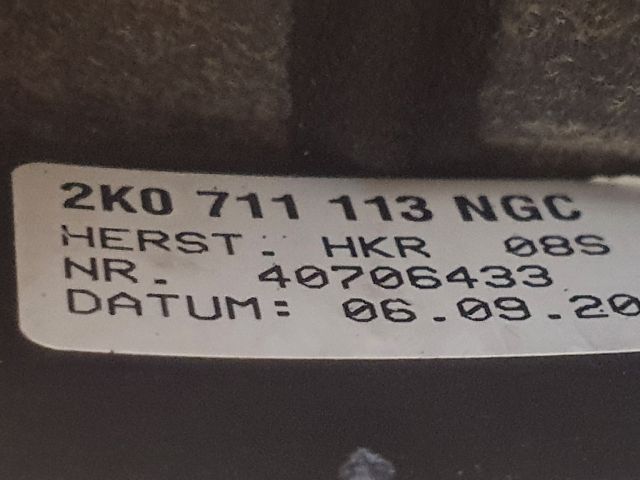 2K0 711 113 NGC
HERST. HKR 08S
NR. 40706433
DATUM: 06.09.20